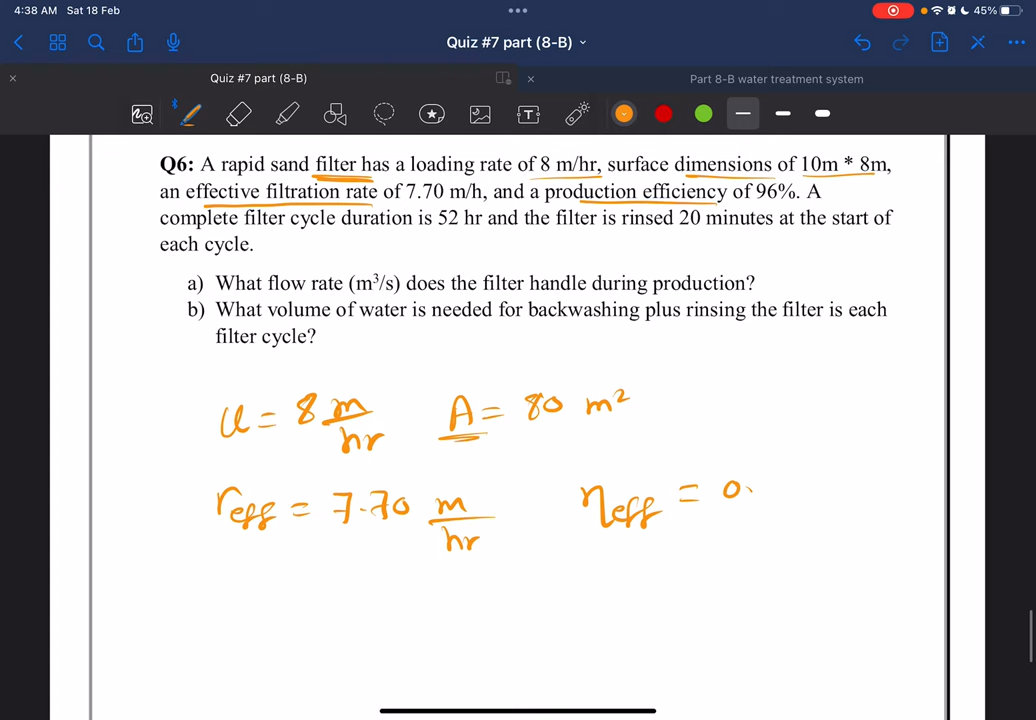 4:38 AM Sat 18 Feb
45%
Quiz #7 part (8-B)
Quiz #7 part (8-B)
Part 8-B water treatment system
Q6: A rapid sand filter has a loading rate of 8 m/hr, surface dimensions of 10m * 8m,
an effective filtration rate of 7.70 m/h, and a production efficiency of 96%. A
complete filter cycle duration is 52 hr and the filter is rinsed 20 minutes at the start of
each cycle.
a) What flow rate (m³/s) does the filter handle during production?
b) What volume of water is needed for backwashing plus rinsing the filter is each
filter cycle?
u = 8 m/hr A = 80 m²
r_eff = 7.70 m/hr η_eff = 0.